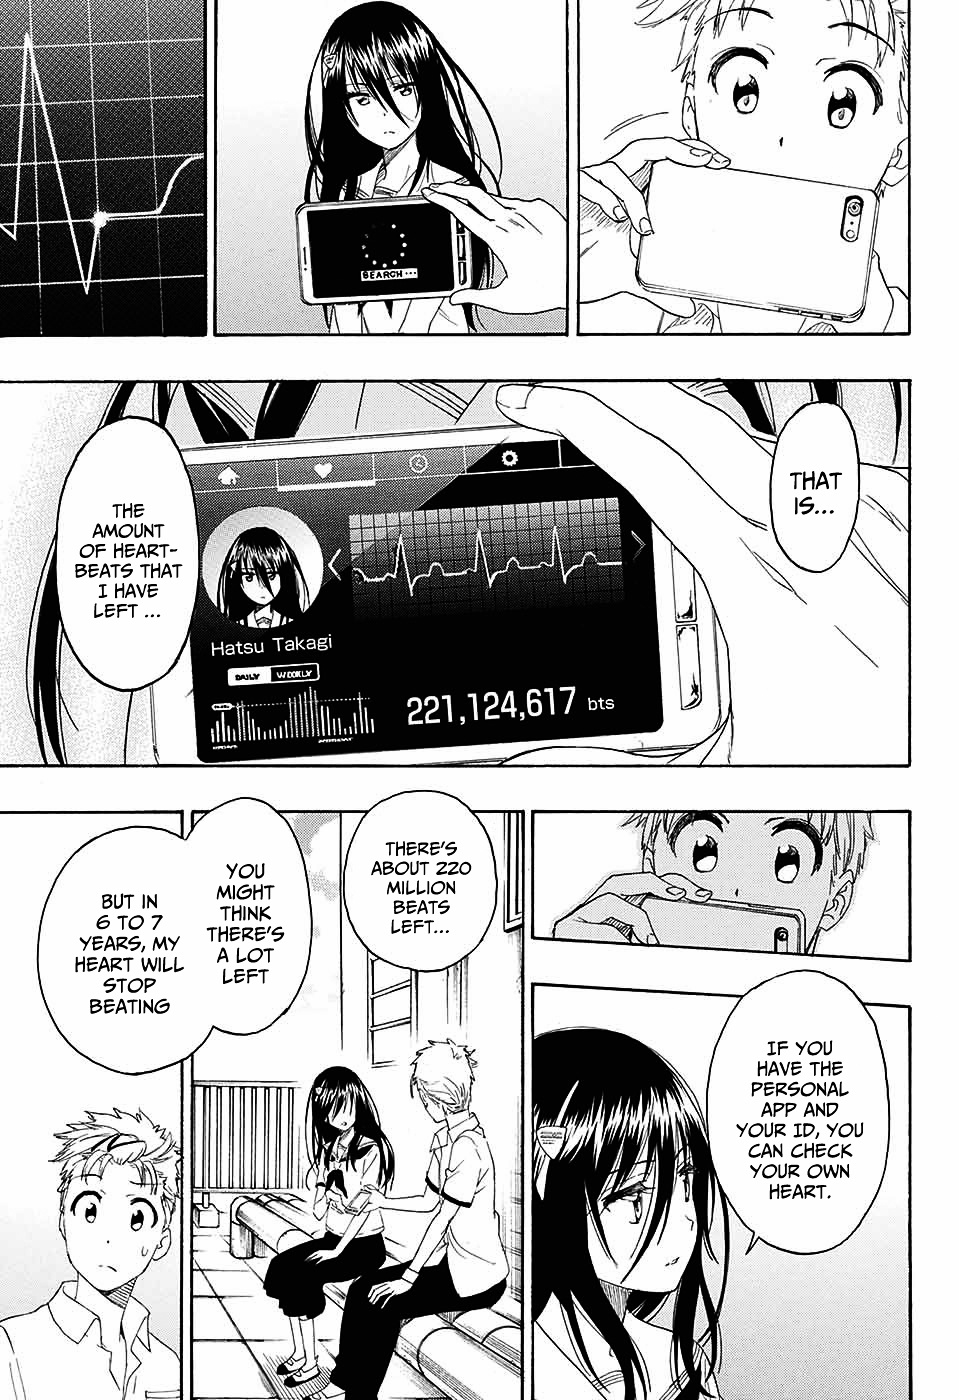 SEARCH...
THAT
IS...
THE
AMOUNT
OF HEART-
BEATS THAT
I HAVE
LEFT ...
Hatsu Takagi
DAILY WEEKLY
221,124,617 bts
THERE'S
ABOUT 220
MILLION
BEATS
LEFT...
IF YOU
HAVE THE
PERSONAL
APP AND
YOUR ID, YOU
CAN CHECK
YOUR OWN
HEART.
YOU
MIGHT
THINK
THERE'S
A LOT
LEFT
BUT IN
6 TO 7
YEARS, MY
HEART WILL
STOP
BEATING